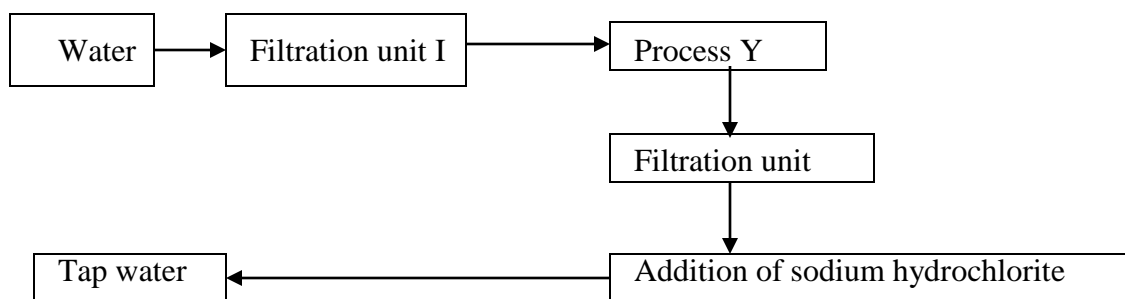 Water
Filtration unit I
Process Y
Filtration unit
Addition of sodium hydrochlorite
Tap water